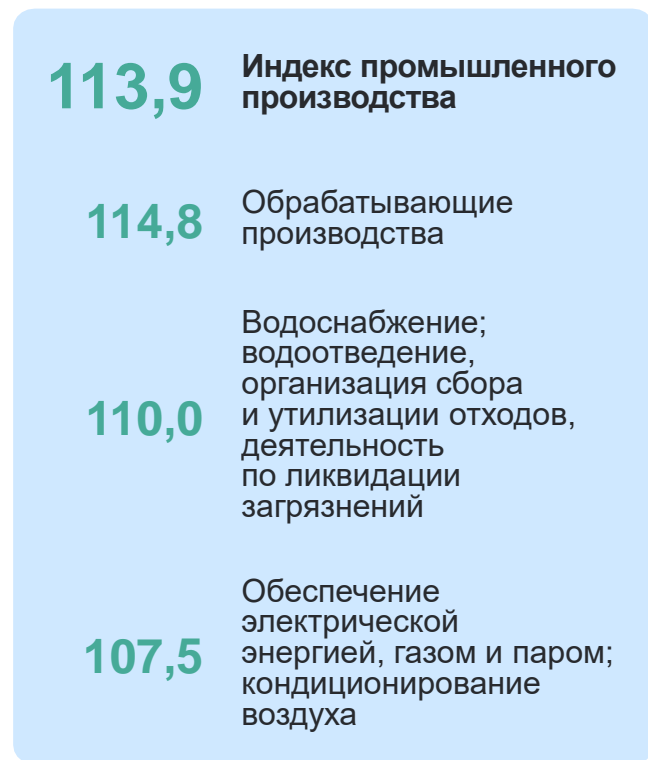 113,9
Индекс промышленного
производства
114,8
Обрабатывающие
производства
110,0
Водоснабжение;
водоотведение,
организация сбора
и утилизации отходов,
деятельность
по ликвидации
загрязнений
107,5
Обеспечение
электрической
энергией, газом и паром;
кондиционирование
воздуха